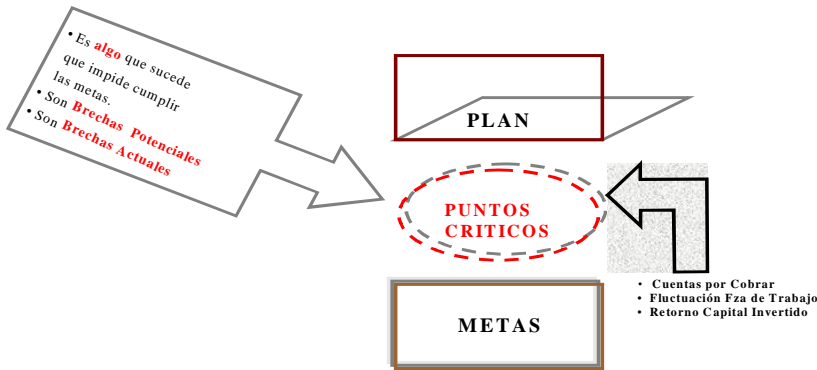 • Es algo que sucede
que impide cumplir
las metas.
• Son Brechas Potenciales
• Son Brechas Actuales
PLAN
PUNTOS
CRITICOS
• Cuentas por Cobrar
• Fluctuación Fza de Trabajo
• Retorno Capital Invertido
METAS